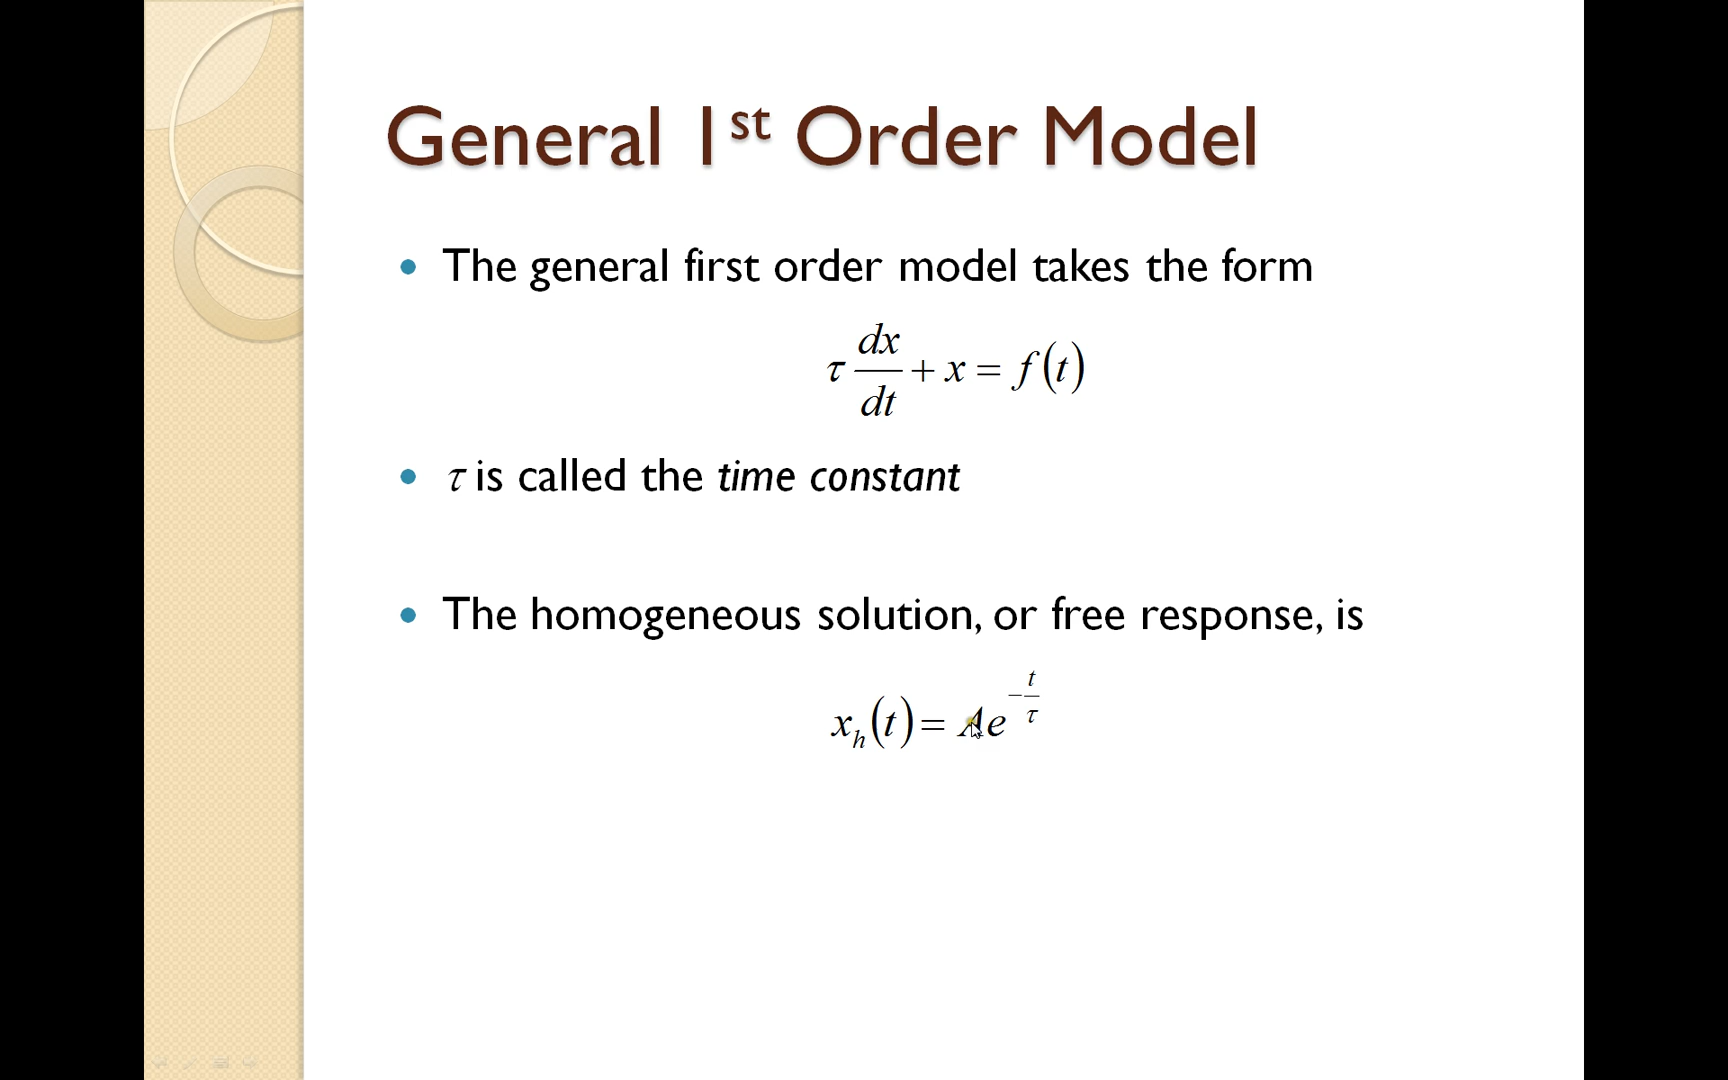 General 1st Order Model
• The general first order model takes the form
τ dx/dt + x = f(t)
• τ is called the time constant
• The homogeneous solution, or free response, is
x_h(t) = Ae^(-t/τ)